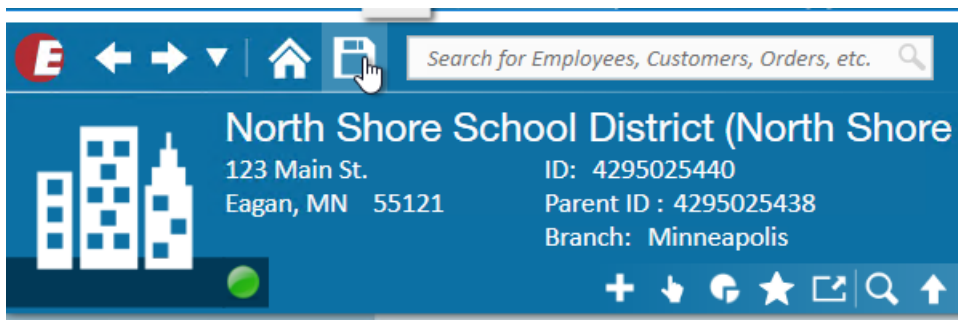 E
Search for Employees, Customers, Orders, etc.
North Shore School District (North Shore
123 Main St.
ID: 4295025440
Eagan, MN 55121
Parent ID : 4295025438
Branch: Minneapolis